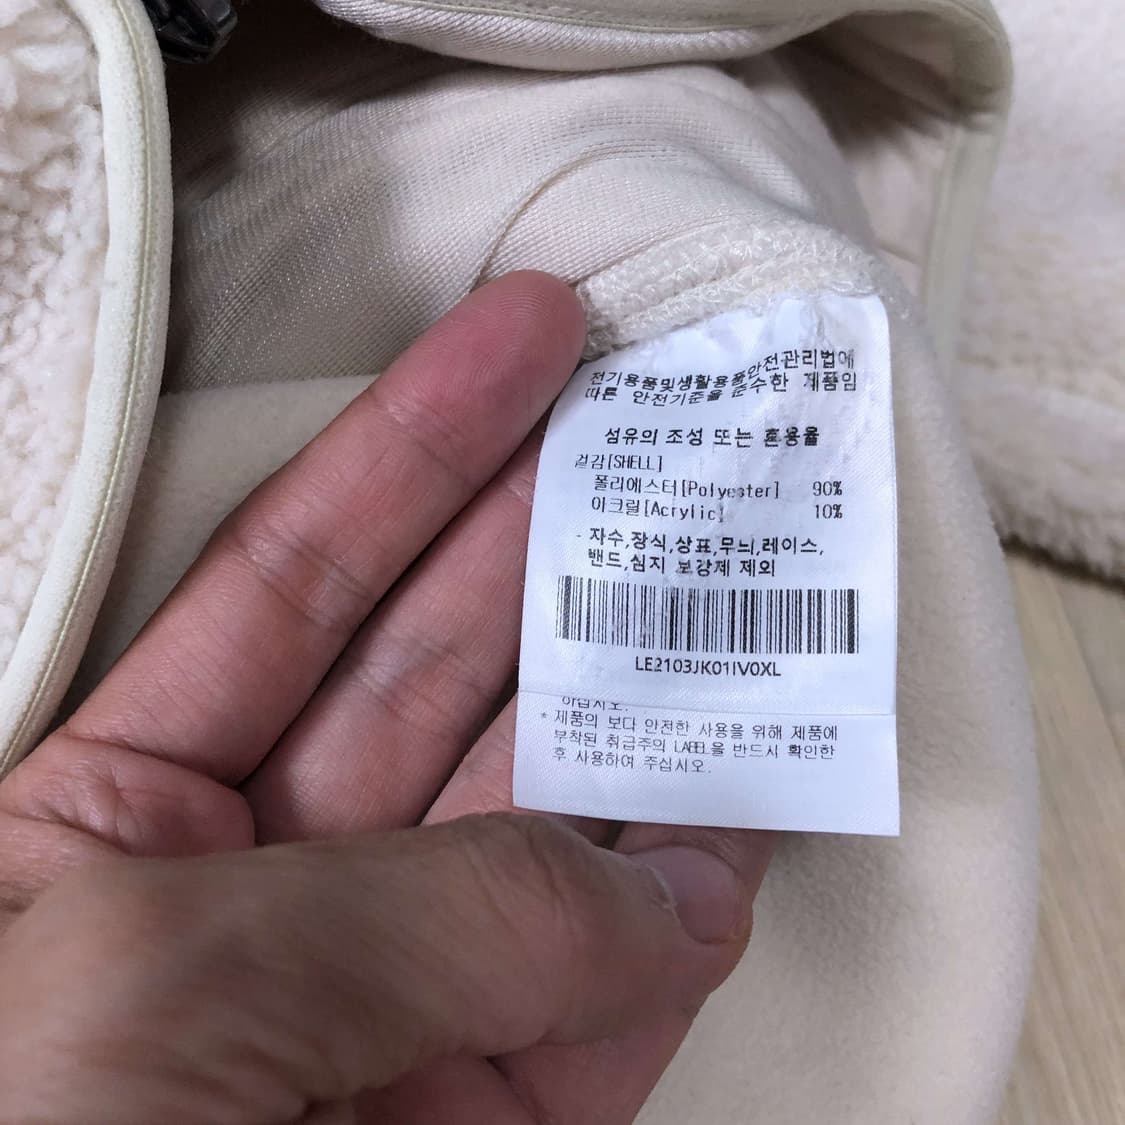 전기용품및생활용품안전관리법에
따른 안전기준을 준수한 제품임
섬유의 조성 또는 혼용율
겉감[SHELL]
폴리에스터[Polyester] 90%
아크릴[Acrylic] 10%
- 자수,장식,상표,무늬,레이스,
밴드,심지 보강제 제외
LE2103JK01IV0XL
하십시오.
* 제품의 보다 안전한 사용을 위해 제품에
부착된 취급주의 LABEL을 반드시 확인한
후 사용하여 주십시오.